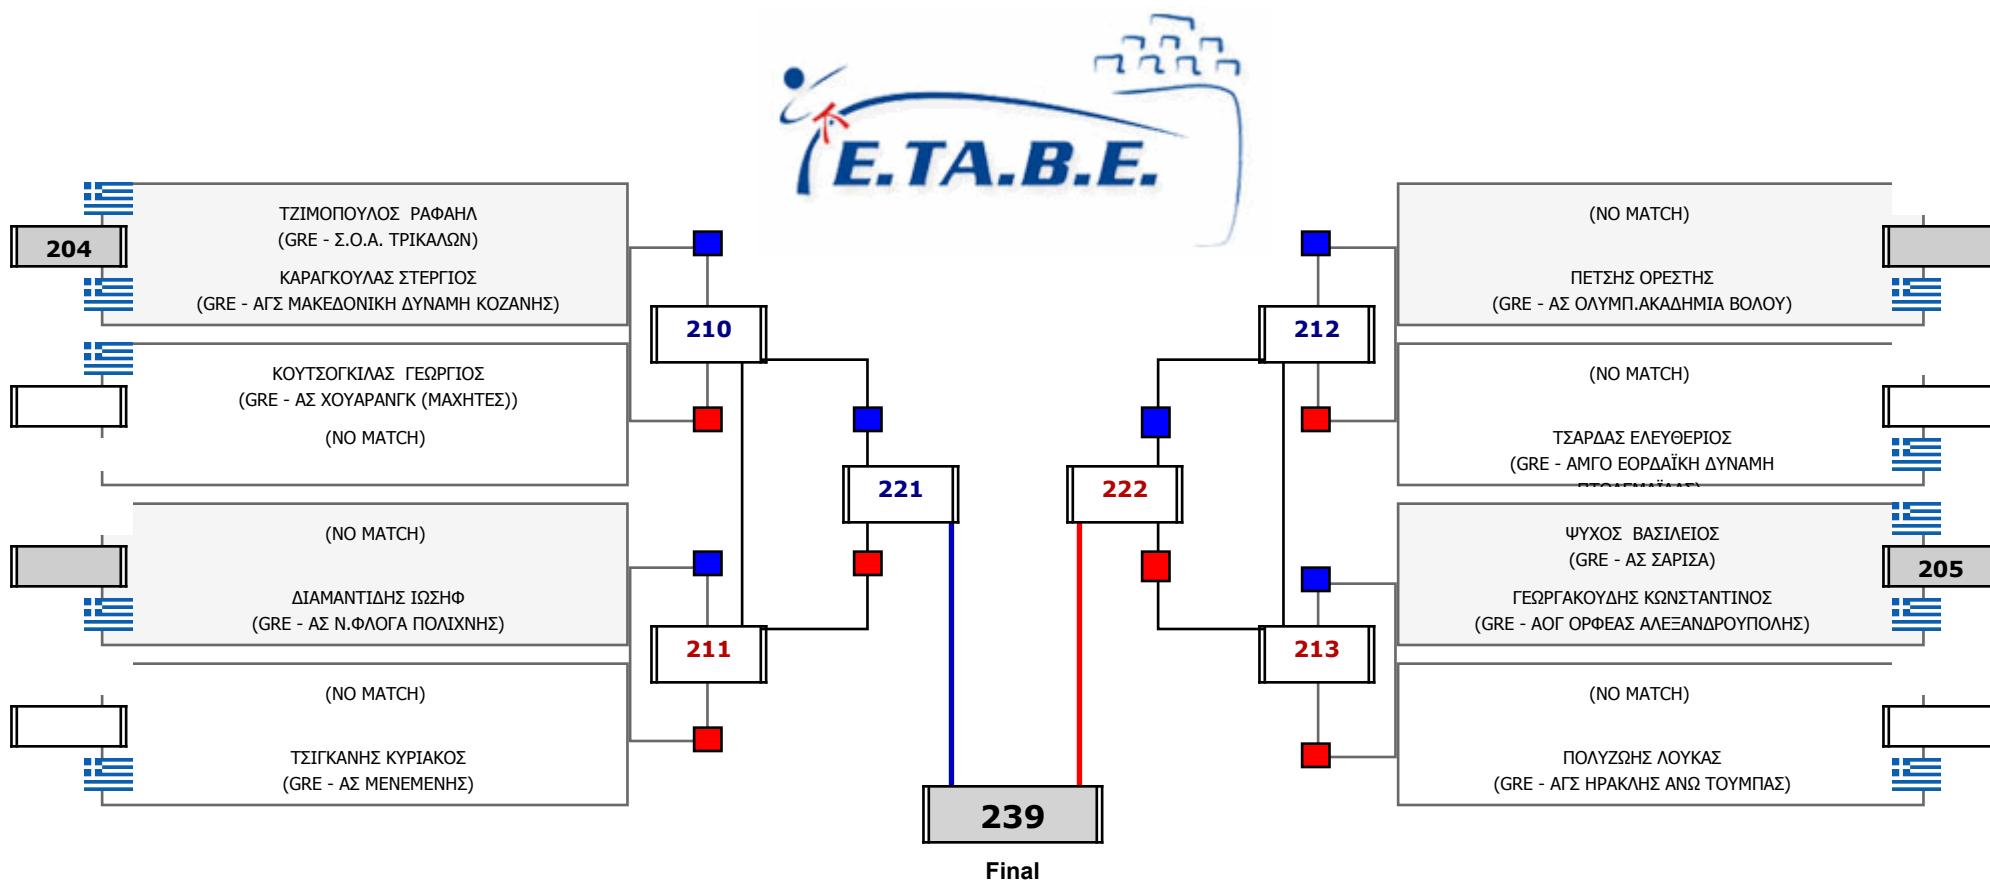 E.TA.B.E.
ΤΖΙΜΟΠΟΥΛΟΣ ΡΑΦΑΗΛ
(GRE - Σ.Ο.Α. ΤΡΙΚΑΛΩΝ)
204
ΚΑΡΑΓΚΟΥΛΑΣ ΣΤΕΡΓΙΟΣ
(GRE - ΑΓΣ ΜΑΚΕΔΟΝΙΚΗ ΔΥΝΑΜΗ ΚΟΖΑΝΗΣ)
210
ΚΟΥΤΣΟΓΚΙΛΑΣ ΓΕΩΡΓΙΟΣ
(GRE - ΑΣ ΧΟΥΑΡΑΝΓΚ (ΜΑΧΗΤΕΣ))
(NO MATCH)
221
(NO MATCH)
ΔΙΑΜΑΝΤΙΔΗΣ ΙΩΣΗΦ
(GRE - ΑΣ Ν.ΦΛΟΓΑ ΠΟΛΙΧΝΗΣ)
211
(NO MATCH)
ΤΣΙΓΚΑΝΗΣ ΚΥΡΙΑΚΟΣ
(GRE - ΑΣ ΜΕΝΕΜΕΝΗΣ)
(NO MATCH)
ΠΕΤΣΗΣ ΟΡΕΣΤΗΣ
(GRE - ΑΣ ΟΛΥΜΠ.ΑΚΑΔΗΜΙΑ ΒΟΛΟΥ)
212
(NO MATCH)
ΤΣΑΡΔΑΣ ΕΛΕΥΘΕΡΙΟΣ
(GRE - ΑΜΓΟ ΕΟΡΔΑΪΚΗ ΔΥΝΑΜΗ
222
ΨΥΧΟΣ ΒΑΣΙΛΕΙΟΣ
(GRE - ΑΣ ΣΑΡΙΣΑ)
205
ΓΕΩΡΓΑΚΟΥΔΗΣ ΚΩΝΣΤΑΝΤΙΝΟΣ
(GRE - ΑΟΓ ΟΡΦΕΑΣ ΑΛΕΞΑΝΔΡΟΥΠΟΛΗΣ)
213
(NO MATCH)
ΠΟΛΥΖΩΗΣ ΛΟΥΚΑΣ
(GRE - ΑΓΣ ΗΡΑΚΛΗΣ ΑΝΩ ΤΟΥΜΠΑΣ)
239
Final